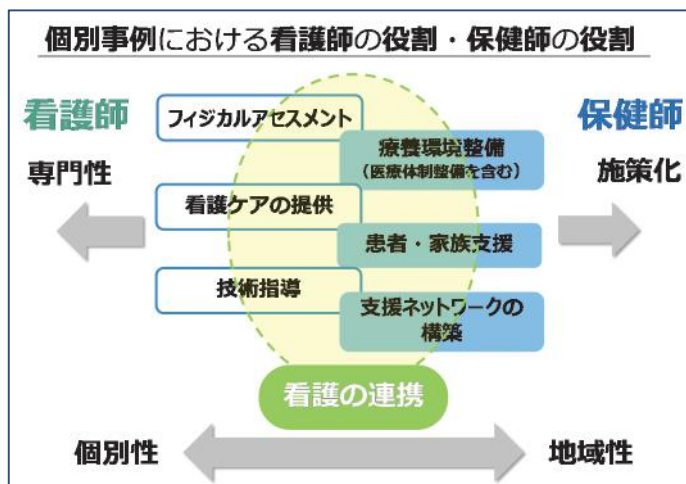 個別事例における看護師の役割・保健師の役割
看護師
専門性
フィジカルアセスメント
看護ケアの提供
技術指導
療養環境整備
(医療体制整備を含む)
患者・家族支援
支援ネットワークの
構築
保健師
施策化
看護の連携
個別性
地域性